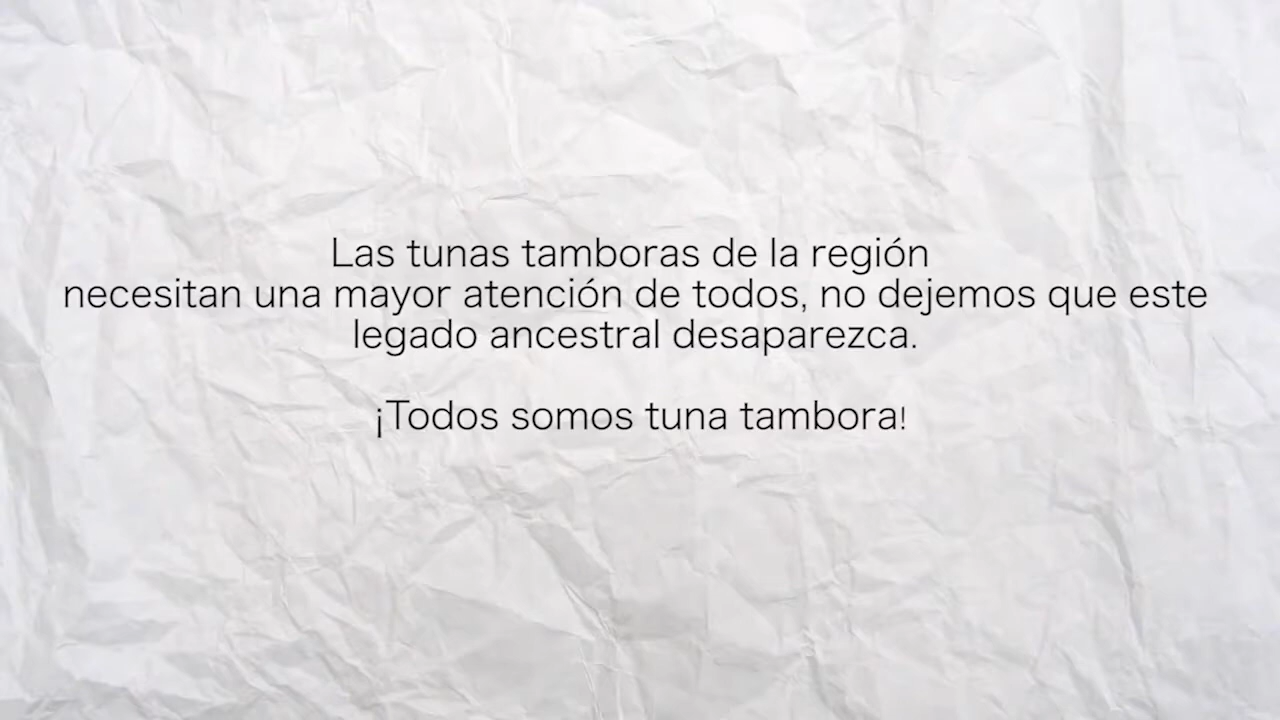 Las tunas tamboras de la región
necesitan una mayor atención de todos, no dejemos que este
legado ancestral desaparezca.
¡Todos somos tuna tambora!